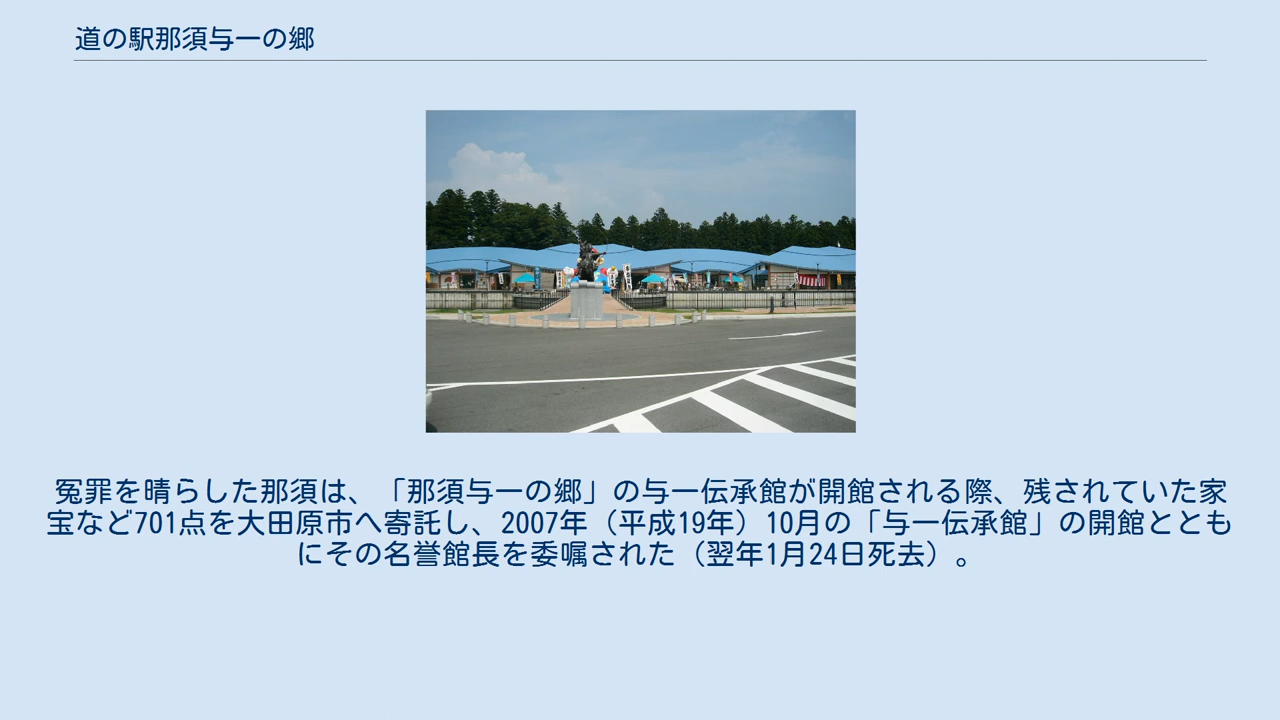 道の駅那須与一の郷
冤罪を晴らした那須は、「那須与一の郷」の与一伝承館が開館される際、残されていた家
宝など701点を大田原市へ寄託し、2007年（平成19年）10月の「与一伝承館」の開館ととも
にその名誉館長を委嘱された（翌年1月24日死去）。